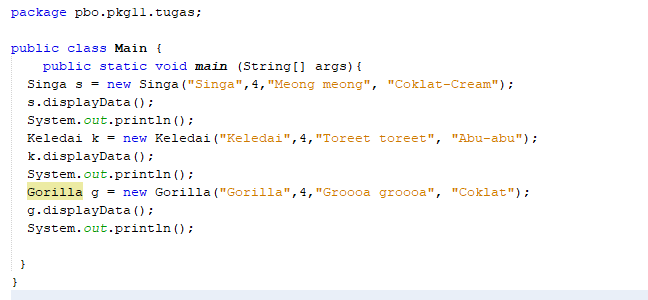 package pbo.pkg11.tugas;
public class Main {
public static void main (String[] args){
Singa s = new Singa("Singa",4,"Meong meong", "Coklat-Cream");
s.displayData();
System.out.println();
Keledai k = new Keledai("Keledai",4,"Toreet toreet", "Abu-abu");
k.displayData();
System.out.println();
Gorilla g = new Gorilla("Gorilla",4,"Groooa groooa", "Coklat");
g.displayData();
System.out.println();
}
}